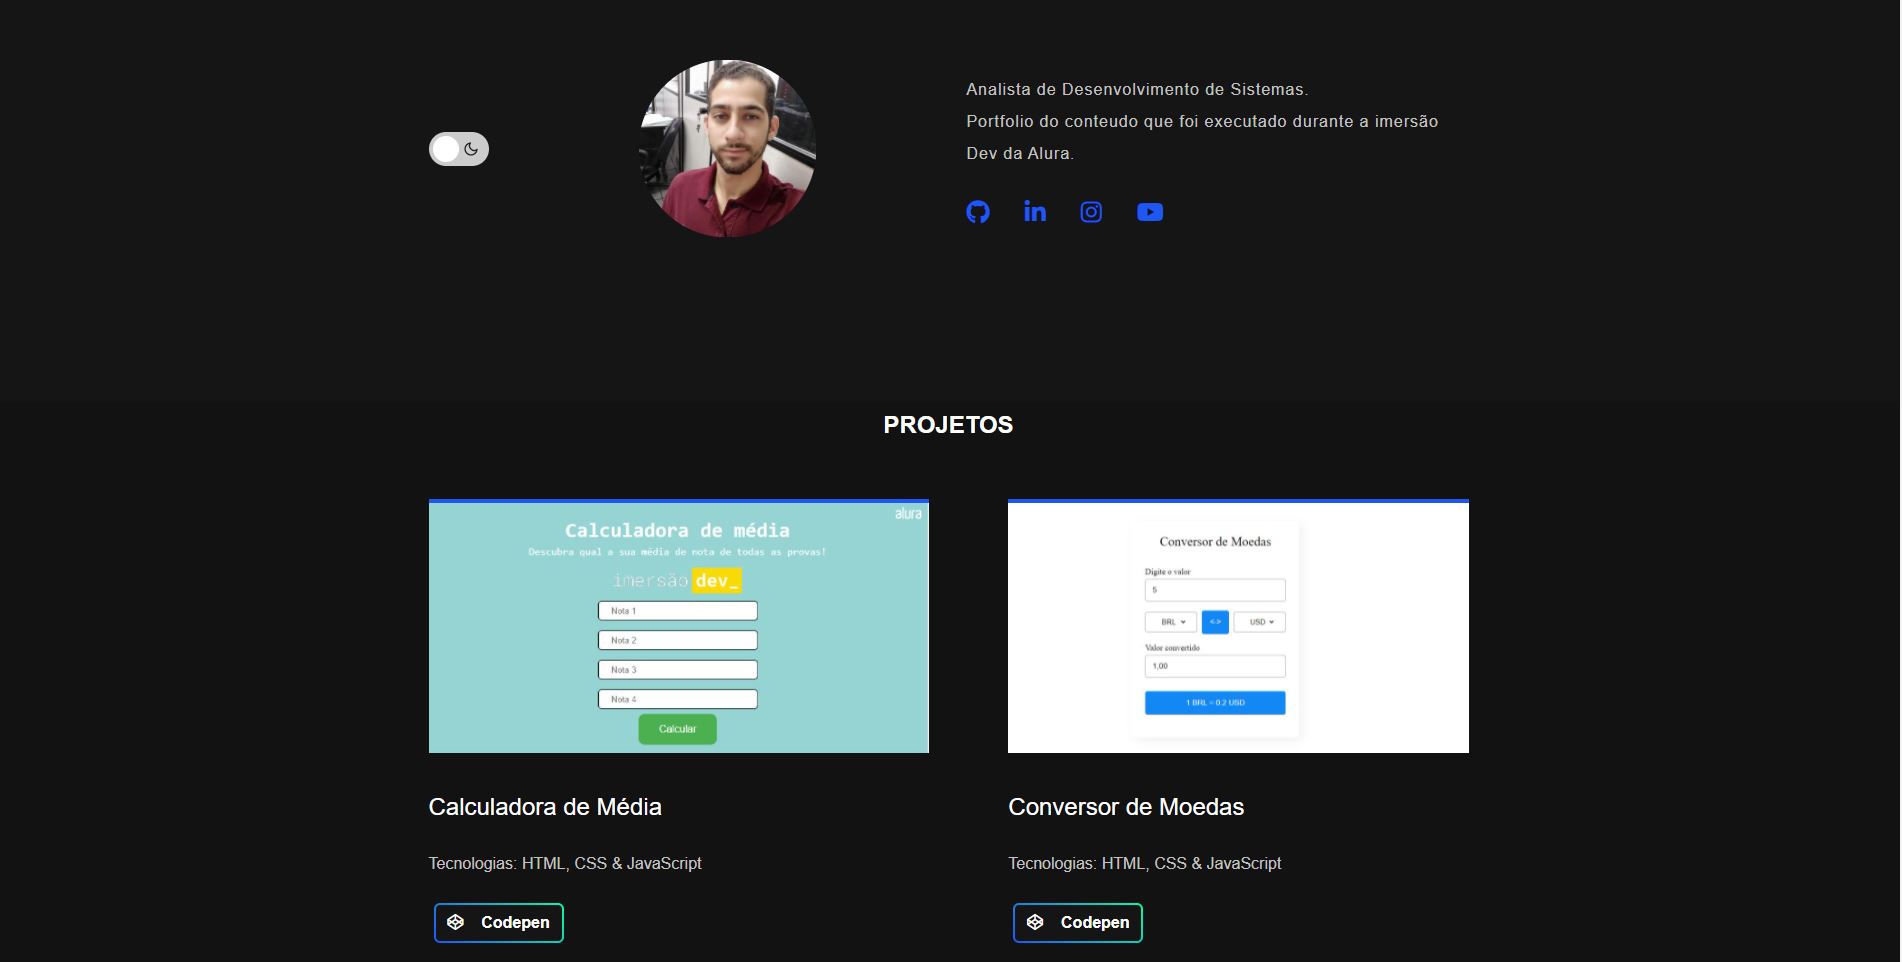 Analista de Desenvolvimento de Sistemas.
Portfolio do conteudo que foi executado durante a imersão
Dev da Alura.
PROJETOS
alura
Calculadora de média
Descubra qual a sua média de nota de todas as provas!
imersão dev_
Nota 1
Nota 2
Nota 3
Nota 4
Calcular
Conversor de Moedas
Digite o valor
5
BRL <-> USD
Valor convertido
1,00
1 BRL = 0.2 USD
Calculadora de Média
Tecnologias: HTML, CSS & JavaScript
Codepen
Conversor de Moedas
Tecnologias: HTML, CSS & JavaScript
Codepen